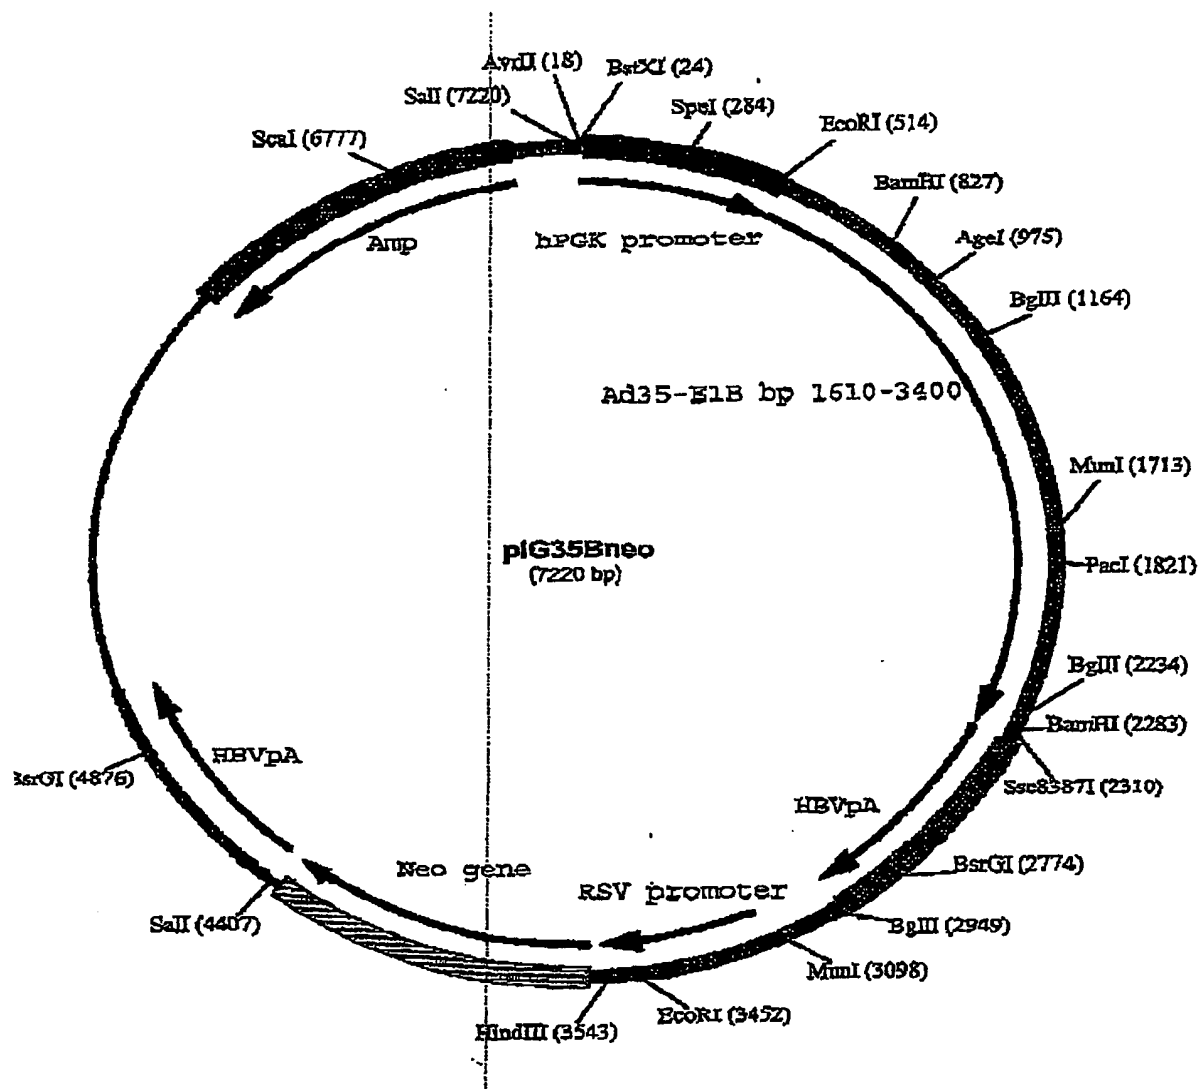 AvrII (18)
BstXI (24)
SalI (7220)
SpeI (284)
ScaI (6777)
EcoRI (514)
BamHI (827)
Amp
hPGK promoter
AgeI (975)
BglII (1164)
Ad35-E1B bp 1610-3400
MunI (1713)
pIG35Bneo
(7220 bp)
PacI (1821)
BglII (2234)
BamHI (2283)
HBVpA
BsrGI (4876)
Sse8387I (2310)
HBVpA
BsrGI (2774)
Neo gene
RSV promoter
SalI (4407)
BglII (2949)
MunI (3098)
EcoRI (3452)
HindIII (3543)